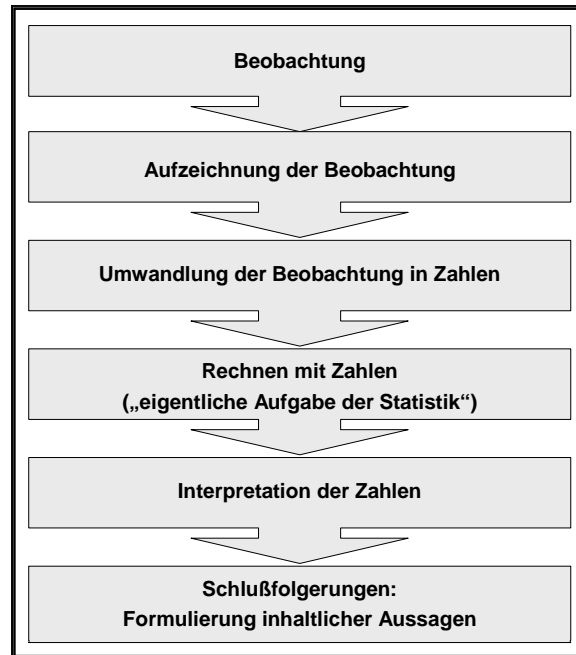 Beobachtung
Aufzeichnung der Beobachtung
Umwandlung der Beobachtung in Zahlen
Rechnen mit Zahlen
(„eigentliche Aufgabe der Statistik“)
Interpretation der Zahlen
Schlußfolgerungen:
Formulierung inhaltlicher Aussagen